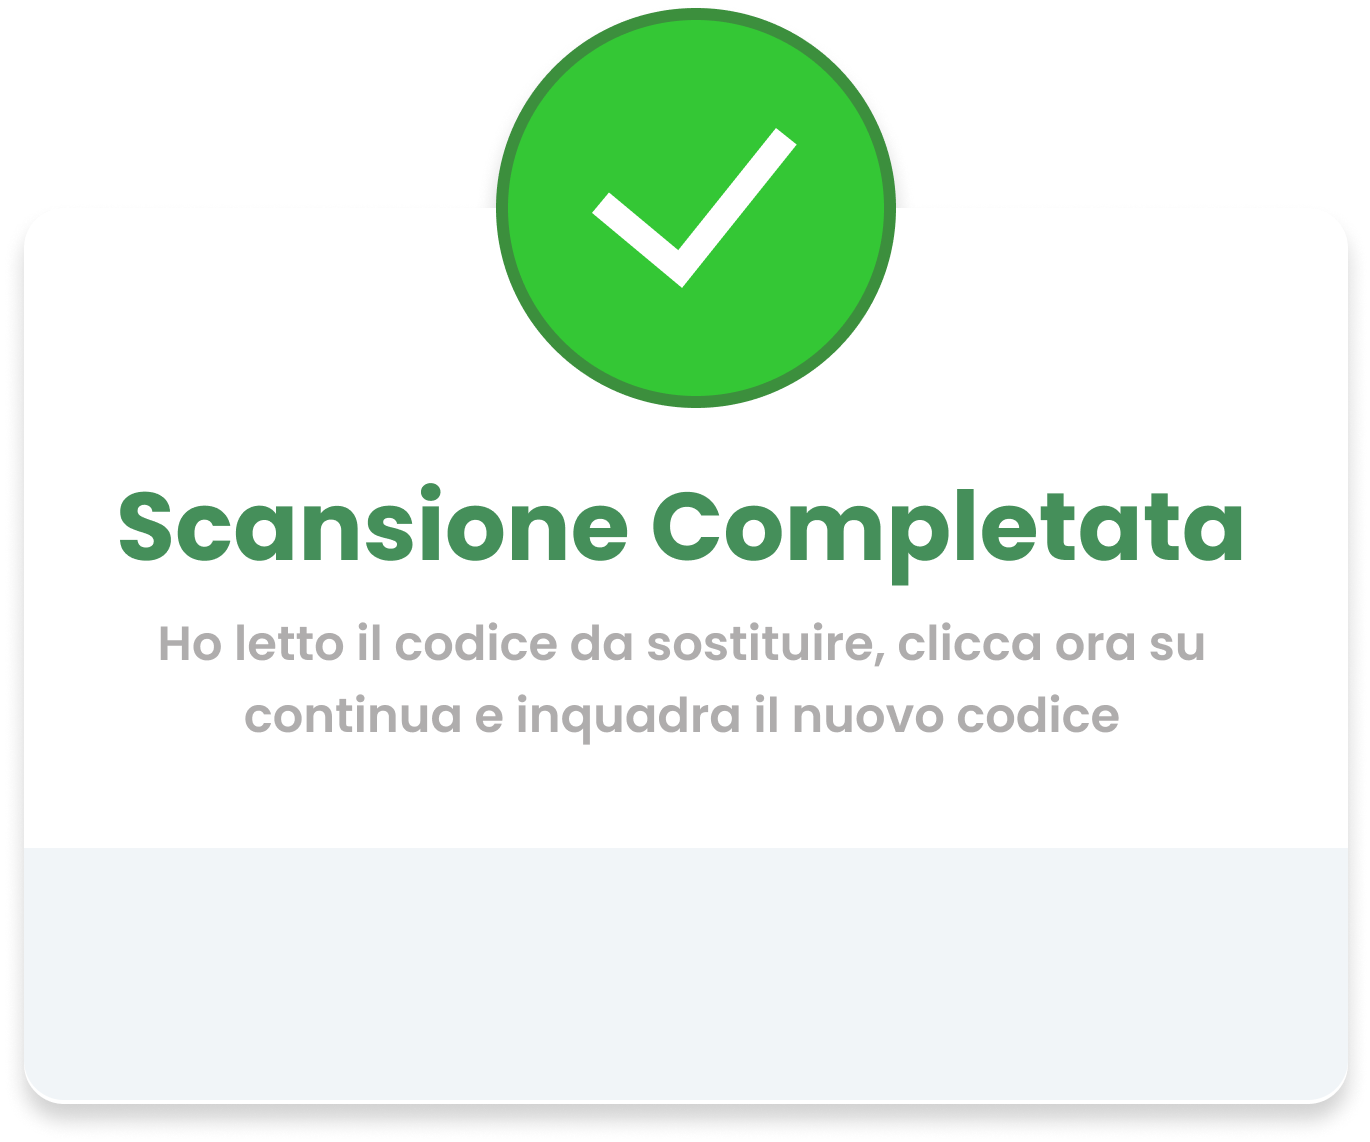 Scansione Completata
Ho letto il codice da sostituire, clicca ora su
continua e inquadra il nuovo codice